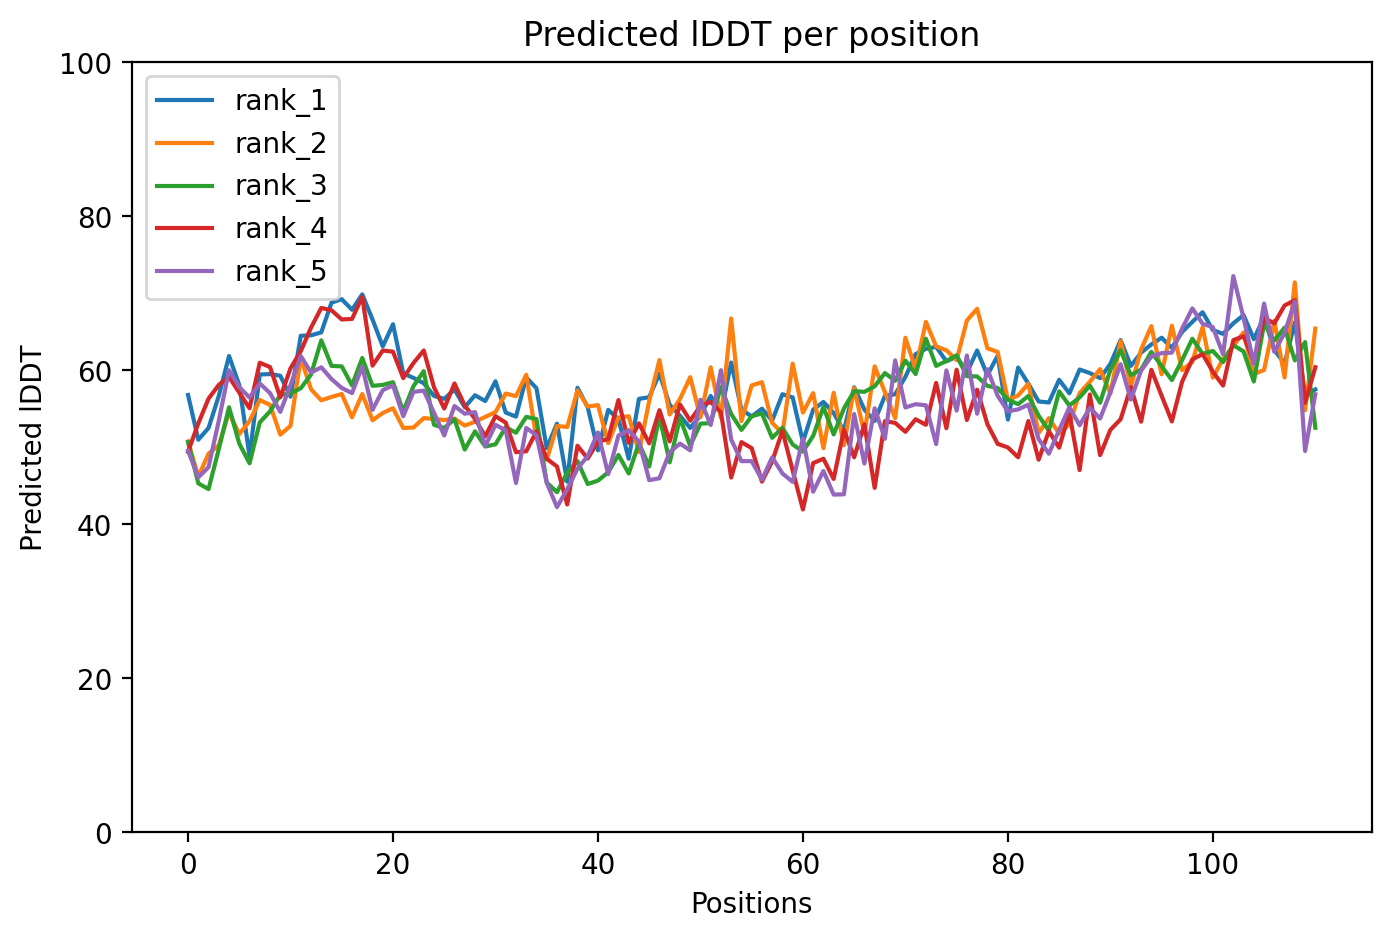 Predicted lDDT per position
100
80
60
40
20
0
Predicted lDDT
rank_1
rank_2
rank_3
rank_4
rank_5
0 20 40 60 80 100
Positions